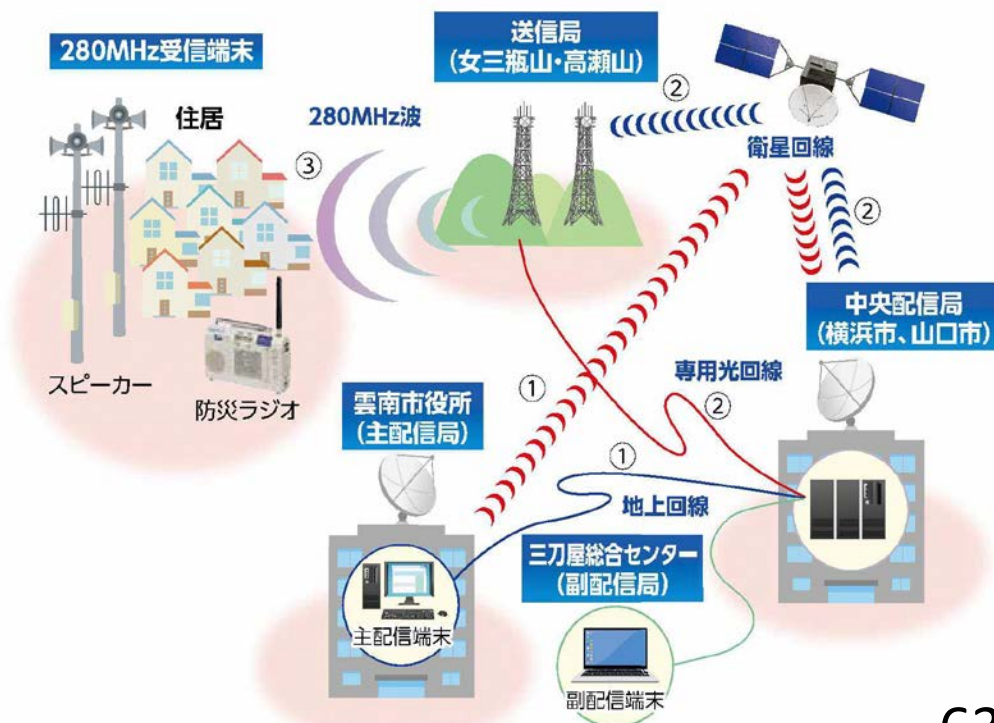 280MHz受信端末
送信局
(女三瓶山・高瀬山)
②
住居
280MHz波
③
衛星回線
②
中央配信局
(横浜市、山口市)
スピーカー
防災ラジオ
①
専用光回線
②
雲南市役所
(主配信局)
①
地上回線
三刀屋総合センター
(副配信局)
主配信端末
副配信端末